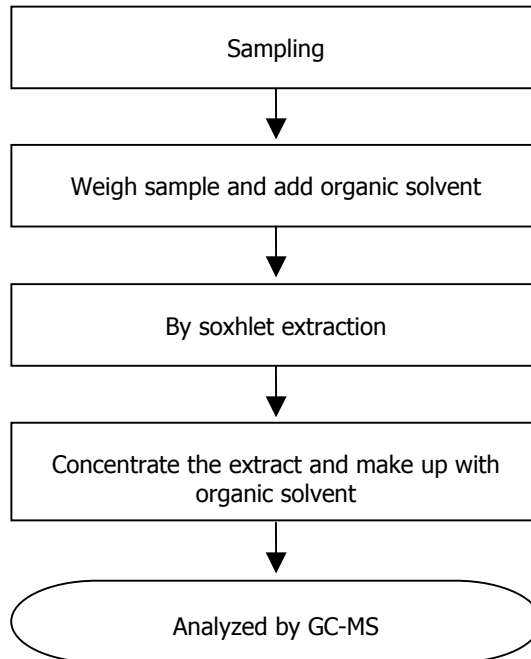 Sampling
Weigh sample and add organic solvent
By soxhlet extraction
Concentrate the extract and make up with
organic solvent
Analyzed by GC-MS